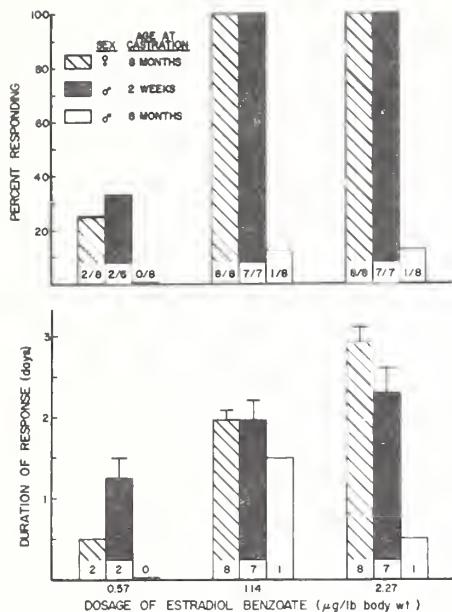 100
80
60
40
20
PERCENT RESPONDING
AGE AT
SEX CASTRATION
♀ 8 MONTHS
♂ 2 WEEKS
♂ 8 MONTHS
2/8 2/6 0/8 8/8 7/7 1/8 8/8 7/7 1/8
3
2
1
DURATION OF RESPONSE (days)
2 2 0 8 7 1 8 7 1
0.57 1.14 2.27
DOSAGE OF ESTRADIOL BENZOATE (µg/lb body wt)